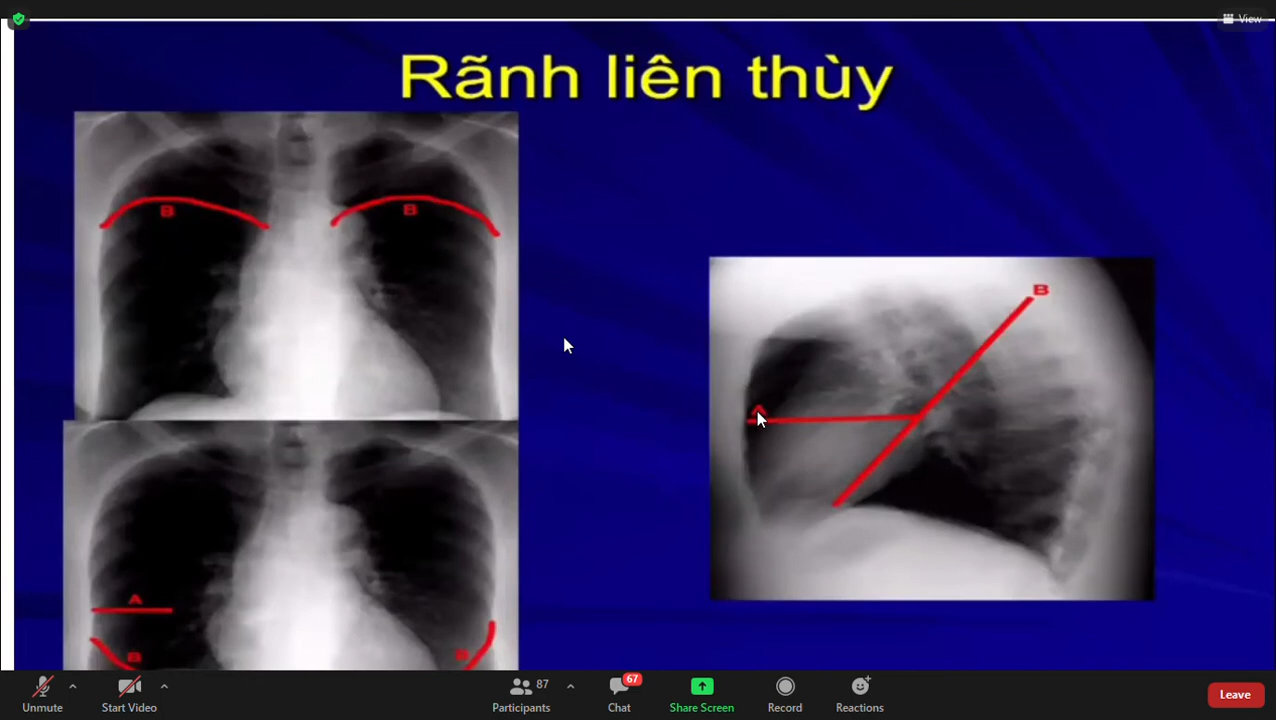 View
Rãnh liên thùy
B
B
B
A
A
B
B
Unmute
Start Video
87
Participants
67
Chat
Share Screen
Record
Reactions
Leave